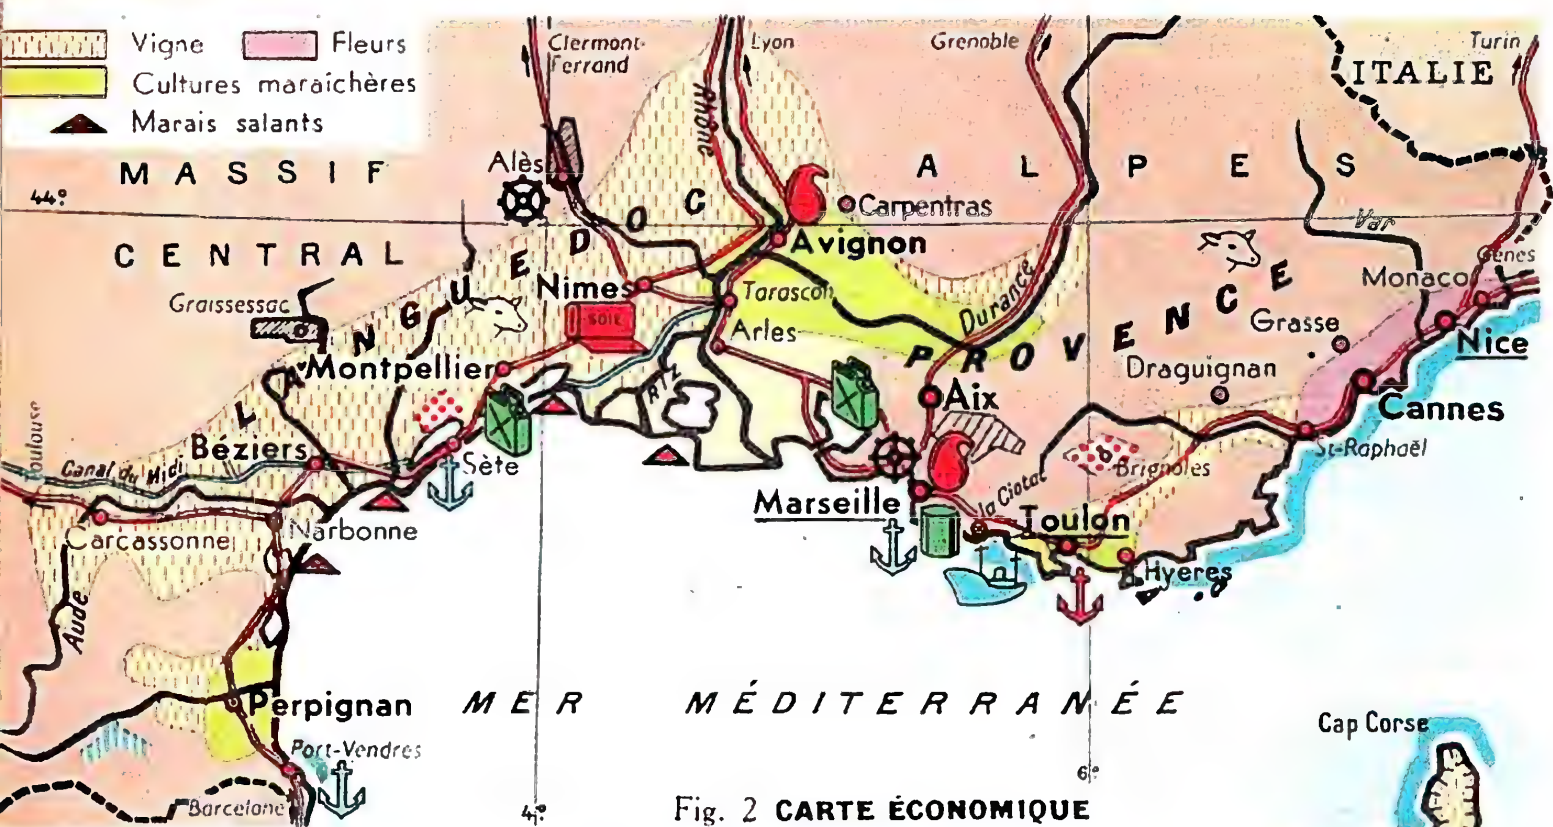 Vigne
Fleurs
Cultures maraîchères
Marais salants
Clermont-
Ferrand
Lyon
Grenoble
Turin
ITALIE
MASSIF
CENTRAL
ALPES
44°
Alès
Rhône
Carpentras
Avignon
Var
Gênes
Monaco
Nice
Grasse
Draguignan
Cannes
St-Raphaël
LANGUEDOC
PROVENCE
Graissessac
Nimes
SOIE
Tarascon
Arles
Durance
Montpellier
RIZ
Aix
Toulouse
Canal du Midi
Béziers
Sète
Marseille
la Ciotat
Brignoles
B
Toulon
Hyères
Carcassonne
Narbonne
Aude
Perpignan
Port-Vendres
Barcelone
MER MÉDITERRANÉE
Cap Corse
4°
6°
Fig. 2 CARTE ÉCONOMIQUE